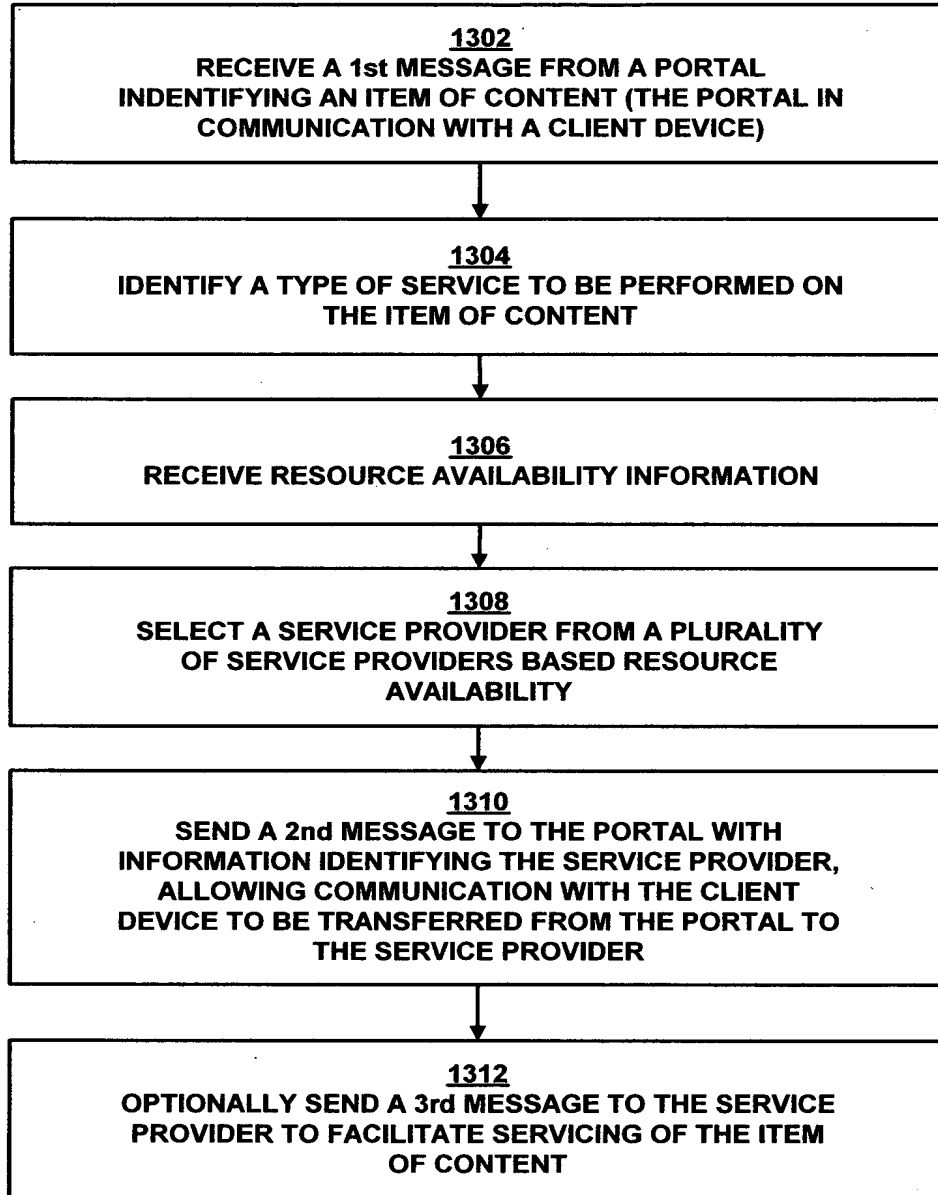 1302
RECEIVE A 1st MESSAGE FROM A PORTAL
INDENTIFYING AN ITEM OF CONTENT (THE PORTAL IN
COMMUNICATION WITH A CLIENT DEVICE)
1304
IDENTIFY A TYPE OF SERVICE TO BE PERFORMED ON
THE ITEM OF CONTENT
1306
RECEIVE RESOURCE AVAILABILITY INFORMATION
1308
SELECT A SERVICE PROVIDER FROM A PLURALITY
OF SERVICE PROVIDERS BASED RESOURCE
AVAILABILITY
1310
SEND A 2nd MESSAGE TO THE PORTAL WITH
INFORMATION IDENTIFYING THE SERVICE PROVIDER,
ALLOWING COMMUNICATION WITH THE CLIENT
DEVICE TO BE TRANSFERRED FROM THE PORTAL TO
THE SERVICE PROVIDER
1312
OPTIONALLY SEND A 3rd MESSAGE TO THE SERVICE
PROVIDER TO FACILITATE SERVICING OF THE ITEM
OF CONTENT